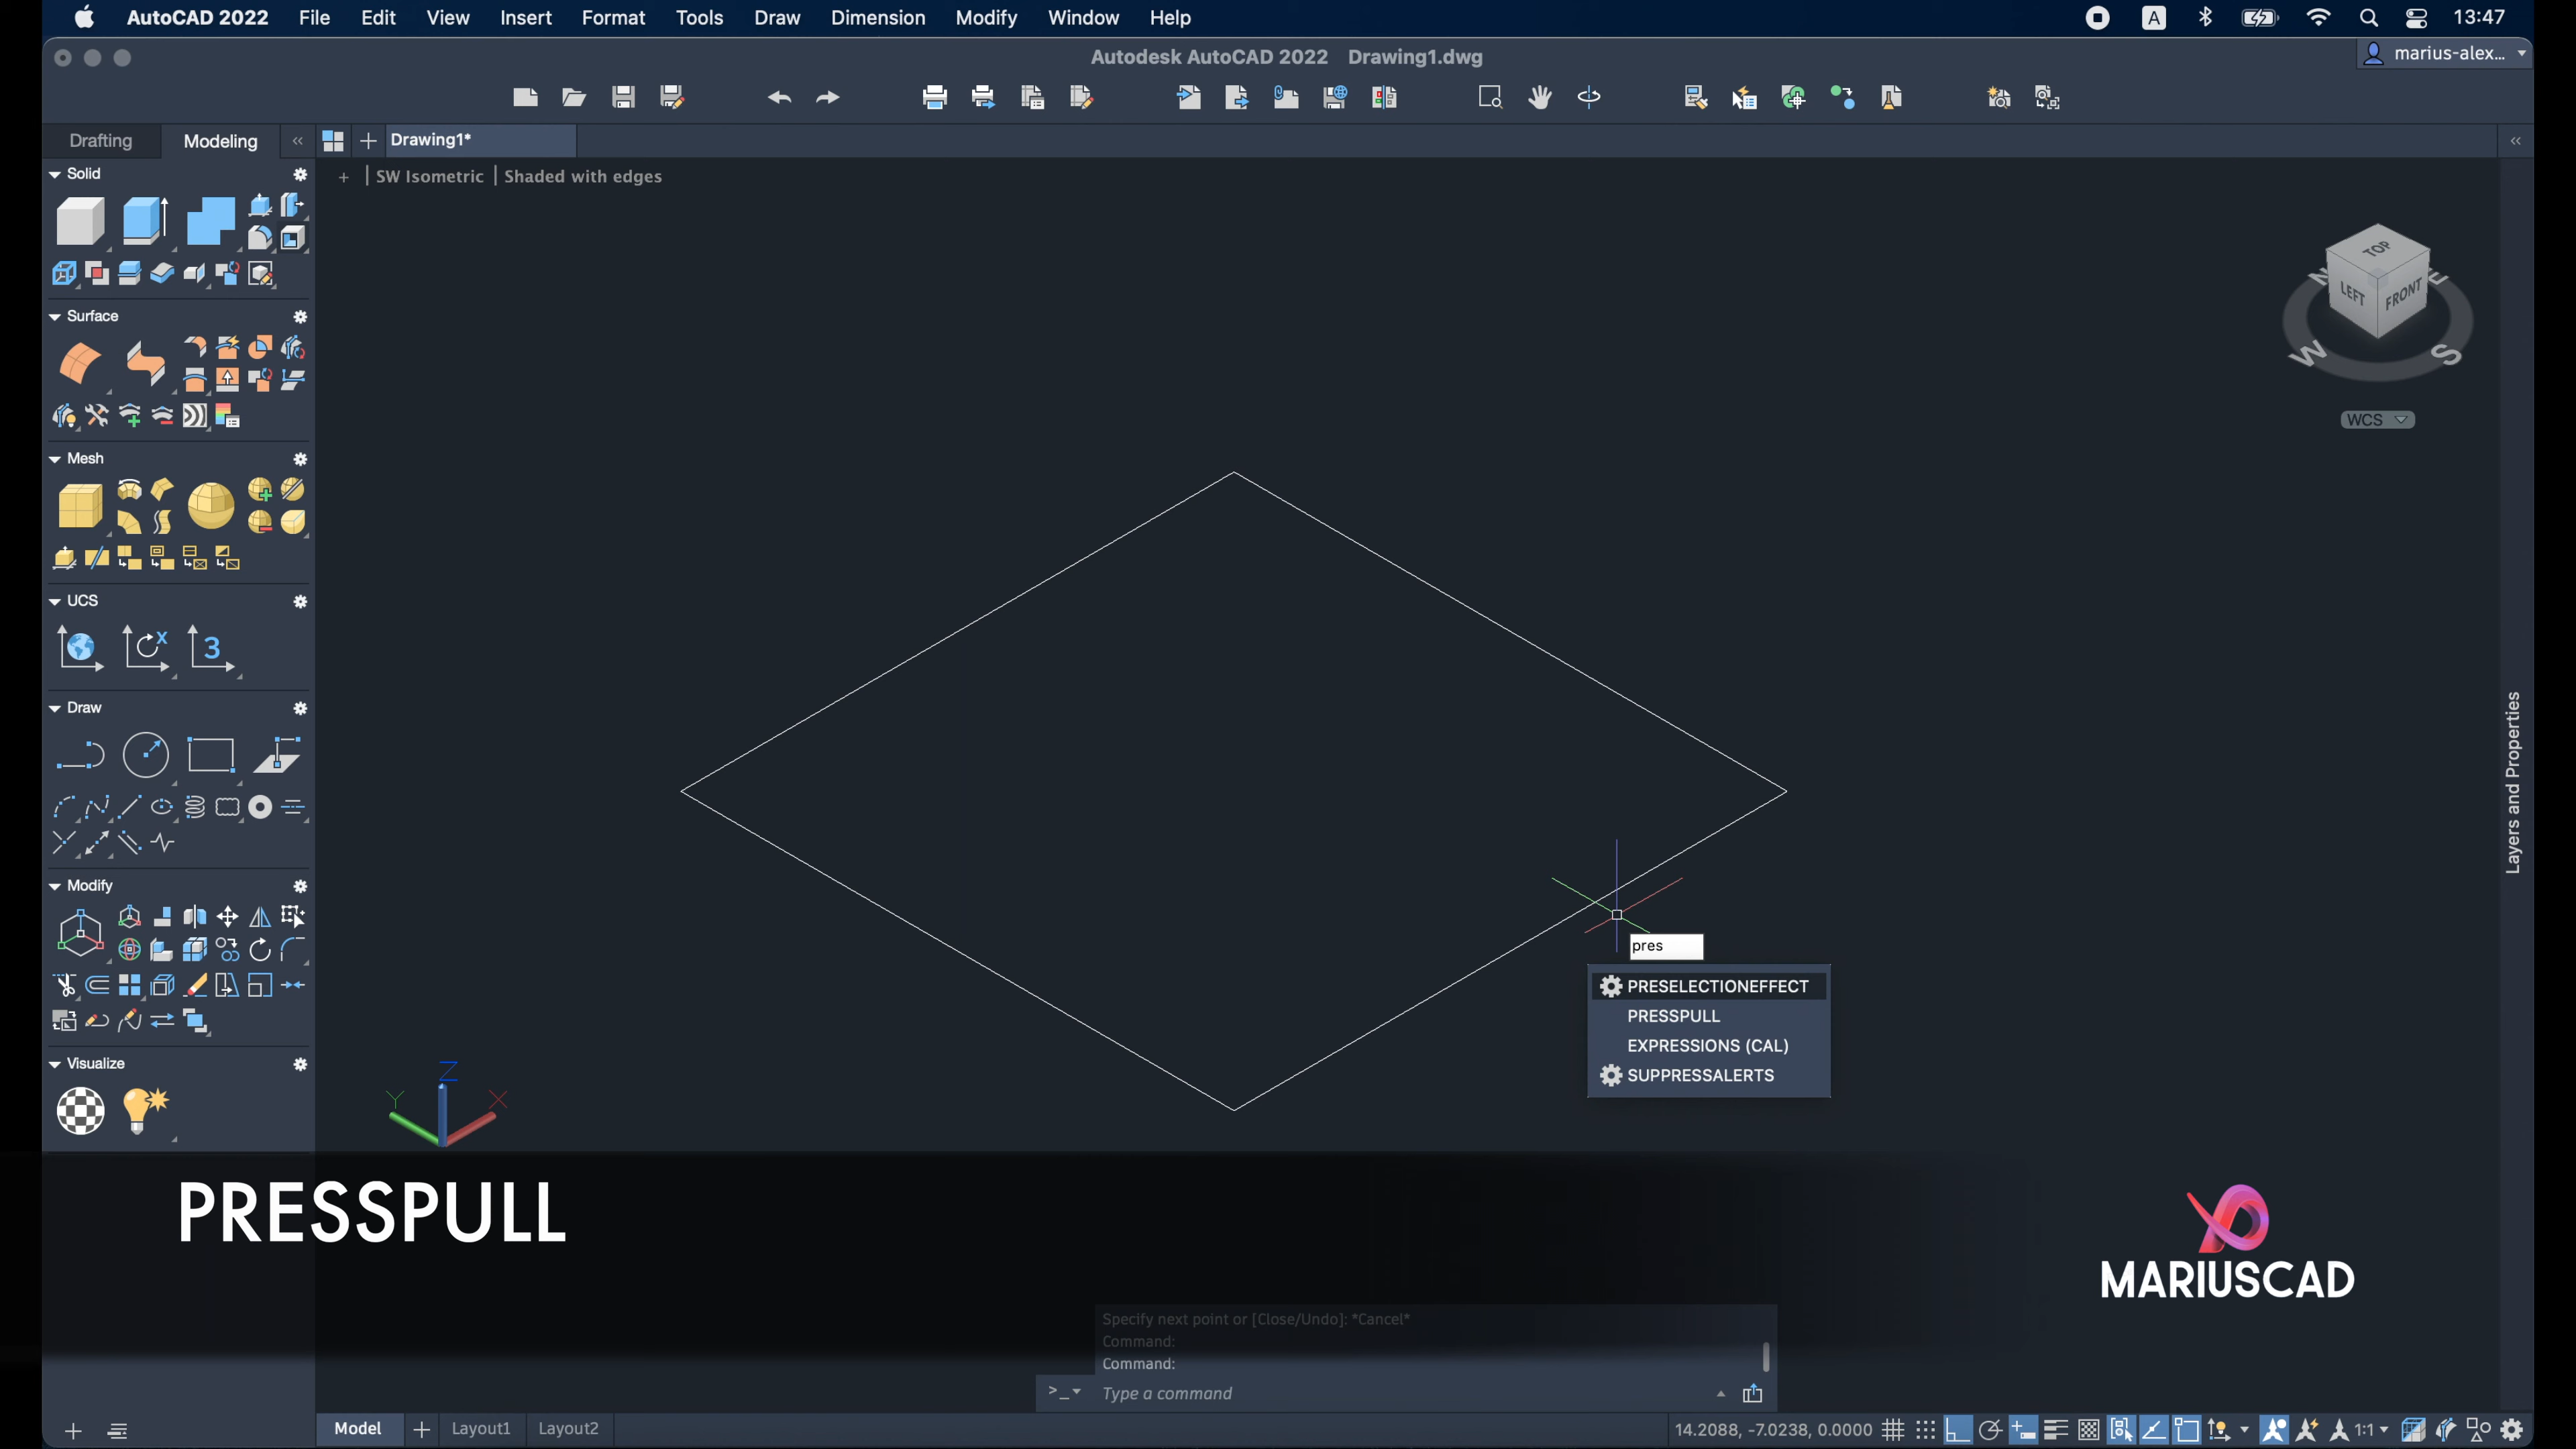 AutoCAD 2022 File Edit View Insert Format Tools Draw Dimension Modify Window Help A 13:47
Autodesk AutoCAD 2022 Drawing1.dwg
marius-alex...
Drafting Modeling
Drawing1*
Solid
+ SW Isometric Shaded with edges
Surface
Mesh
UCS
X
3
Draw
Modify
Visualize
TOP
LEFT
FRONT
N
E
W
S
WCS
Layers and Properties
pres
PRESELECTIONEFFECT
PRESSPULL
EXPRESSIONS (CAL)
SUPPRESSALERTS
Z
Y
X
PRESSPULL
MARIUSCAD
Specify next point or [Close/Undo]: *Cancel*
Command:
Command:
>_ Type a command
Model + Layout1 Layout2
14.2088, -7.0238, 0.0000
1:1